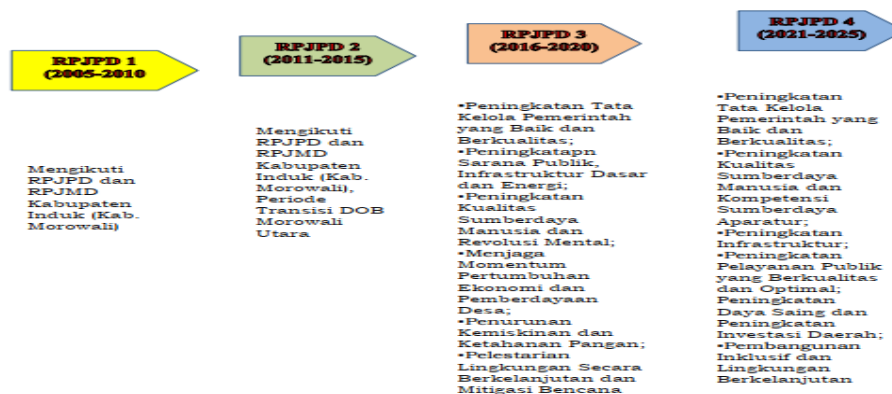 RPJPD 1
(2005-2010
Mengikuti
RPJPD dan
RPJMD
Kabupaten
Induk (Kab.
Morowali)
RPJPD 2
(2011-2015)
Mengikuti
RPJPD dan
RPJMD
Kabupaten
Induk (Kab.
Morowali),
Periode
Transisi DOB
Morowali
Utara
RPJPD 3
(2016-2020)
•Peningkatan Tata
Kelola Pemerintah
yang Baik dan
Berkualitas;
•Peningkatapn
Sarana Publik,
Infrastruktur Dasar
dan Energi;
•Peningkatan
Kualitas
Sumberdaya
Manusia dan
Revolusi Mental;
•Menjaga
Momentum
Pertumbuhan
Ekonomi dan
Pemberdayaan
Desa;
•Penurunan
Kemiskinan dan
Ketahanan Pangan;
•Pelestarian
Lingkungan Secara
Berkelanjutan dan
Mitigasi Bencana
RPJPD 4
(2021-2025)
•Peningkatan
Tata Kelola
Pemerintah yang
Baik dan
Berkualitas;
•Peningkatan
Kualitas
Sumberdaya
Manusia dan
Kompetensi
Sumberdaya
Aparatur;
•Peningkatan
Infrastruktur;
•Peningkatan
Pelayanan Publik
yang Berkualitas
dan Optimal;
Peningkatan
Daya Saing dan
Peningkatan
Investasi Daerah;
•Pembangunan
Inklusif dan
Lingkungan
Berkelanjutan